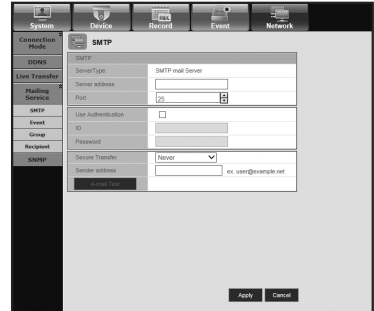 System Device Record Event Network
Connection Mode
DDNS
Live Transfer
Mailing Service
SMTP
Event
Group
Recipient
SNMP
SMTP
SMTP
Server/Type SMTP mail Server
Server address
Port 25
Use Authentication
ID
Password
Secure Transfer Never
Sender address ex. user@example.net
e-mail Test
Apply Cancel